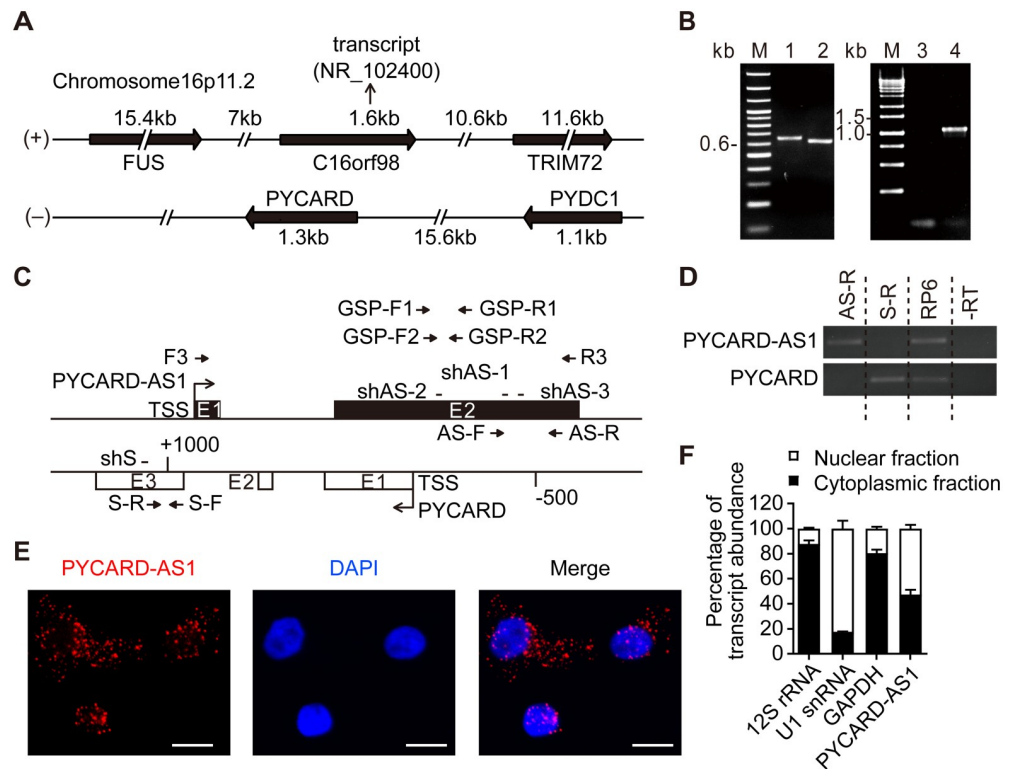 A
transcript
(NR_102400)
Chromosome16p11.2
15.4kb 7kb 1.6kb 10.6kb 11.6kb
(+)
FUS C16orf98 TRIM72
PYCARD PYDC1
(−)
1.3kb 15.6kb 1.1kb
B
kb M 1 2 kb M 3 4
0.6-
1.5-
1.0-
C
GSP-F1 GSP-R1
GSP-F2 GSP-R2
F3 R3
PYCARD-AS1 shAS-1
shAS-2 shAS-3
TSS E1 E2
AS-F AS-R
shS +1000
E3 E2 E1 TSS
-500
S-R S-F PYCARD
D
AS-R S-R RP6 -RT
PYCARD-AS1
PYCARD
E
PYCARD-AS1 DAPI Merge
F
Nuclear fraction
Cytoplasmic fraction
Percentage of
transcript abundance
120
100
80
60
40
20
0
12S rRNA
U1 snRNA
GAPDH
PYCARD-AS1